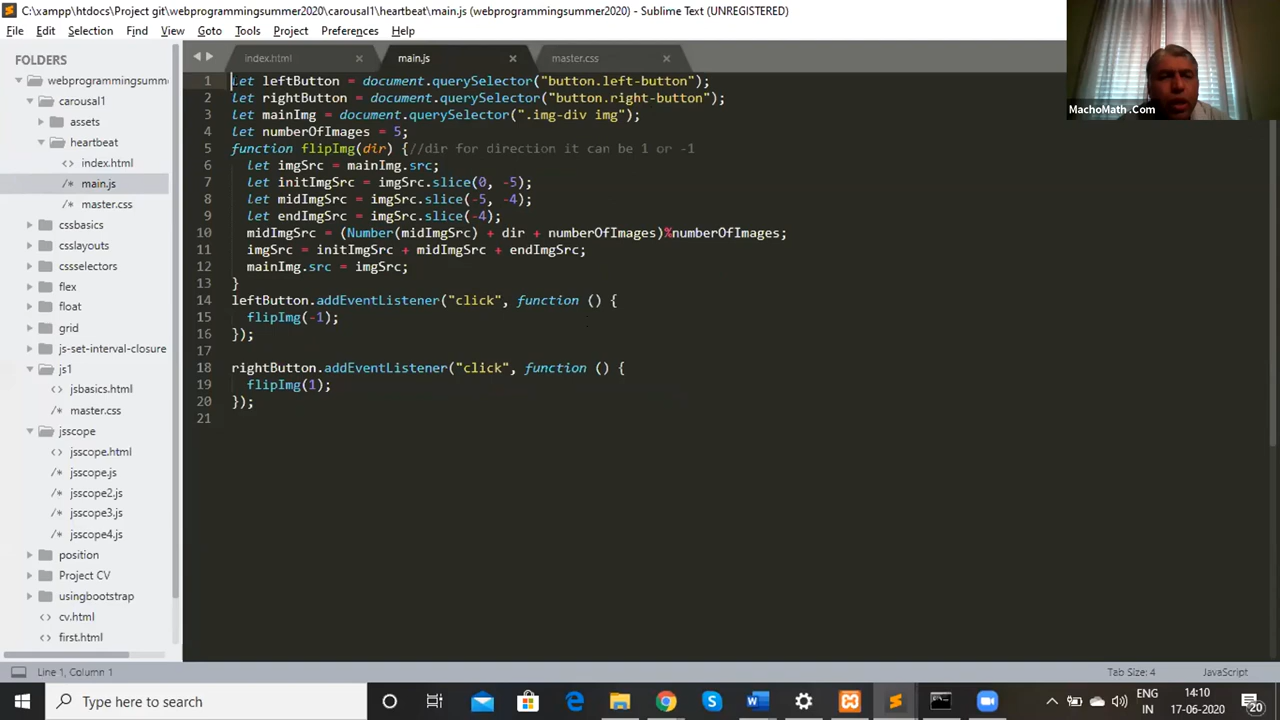 C:\xampp\htdocs\Project git\webprogrammingsummer2020\carousal1\heartbeat\main.js (webprogrammingsummer2020) - Sublime Text (UNREGISTERED)
File Edit Selection Find View Goto Tools Project Preferences Help
FOLDERS
webprogrammingsumme
carousal1
assets
heartbeat
index.html
main.js
master.css
cssbasics
csslayouts
cssselectors
flex
float
grid
js-set-interval-closure
js1
jsbasics.html
master.css
jsscope
jsscope.html
jsscope.js
jsscope2.js
jsscope3.js
jsscope4.js
position
Project CV
usingbootstrap
cv.html
first.html
index.html main.js master.css
1 let leftButton = document.querySelector("button.left-button");
2 let rightButton = document.querySelector("button.right-button");
3 let mainImg = document.querySelector(".img-div img");
4 let numberOfImages = 5;
5 function flipImg(dir) {//dir for direction it can be 1 or -1
6 let imgSrc = mainImg.src;
7 let initImgSrc = imgSrc.slice(0, -5);
8 let midImgSrc = imgSrc.slice(-5, -4);
9 let endImgSrc = imgSrc.slice(-4);
10 midImgSrc = (Number(midImgSrc) + dir + numberOfImages)%numberOfImages;
11 imgSrc = initImgSrc + midImgSrc + endImgSrc;
12 mainImg.src = imgSrc;
13 }
14 leftButton.addEventListener("click", function () {
15 flipImg(-1);
16 });
17
18 rightButton.addEventListener("click", function () {
19 flipImg(1);
20 });
21
MachoMath .Com
Line 1, Column 1
Tab Size: 4 JavaScript
Type here to search
ENG
IN
14:10
17-06-2020
20